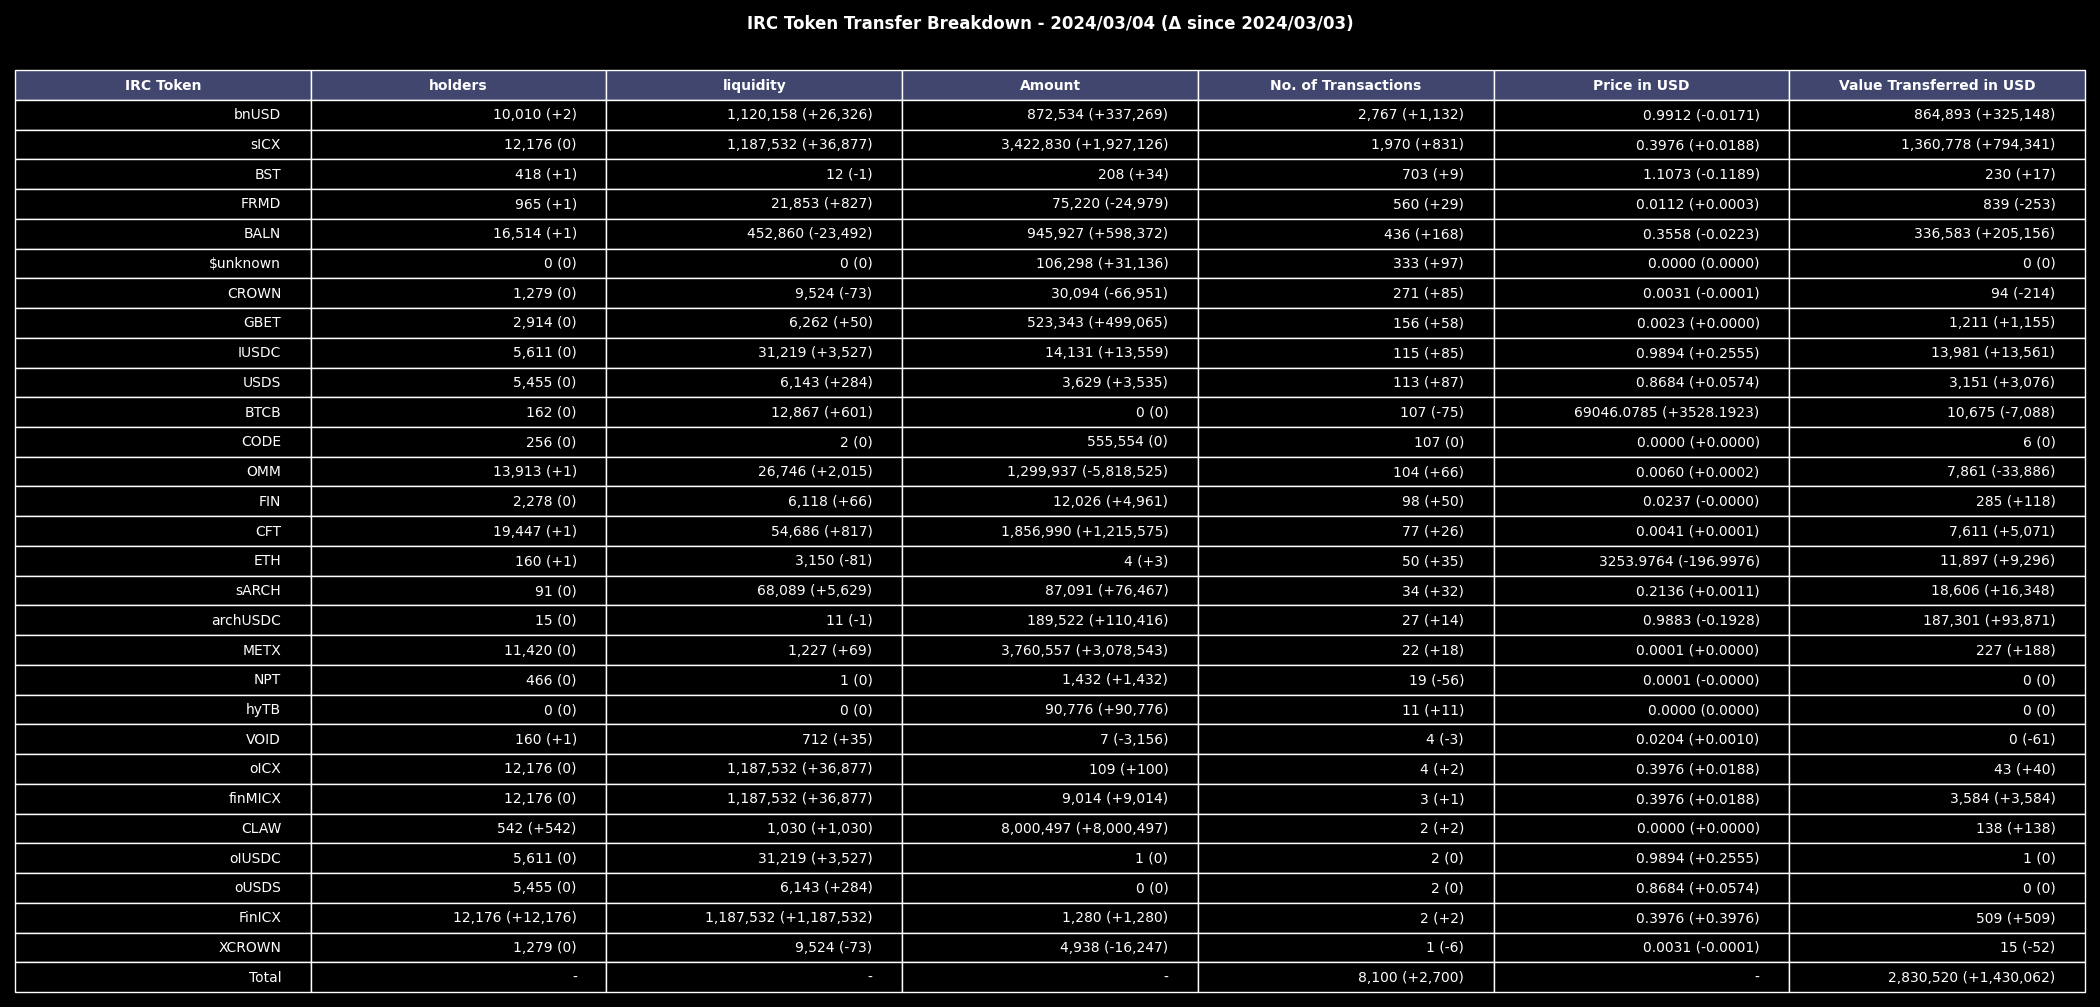 IRC Token Transfer Breakdown - 2024/03/04 (Δ since 2024/03/03)
IRC Token holders liquidity Amount No. of Transactions Price in USD Value Transferred in USD
bnUSD 10,010 (+2) 1,120,158 (+26,326) 872,534 (+337,269) 2,767 (+1,132) 0.9912 (-0.0171) 864,893 (+325,148)
sICX 12,176 (0) 1,187,532 (+36,877) 3,422,830 (+1,927,126) 1,970 (+831) 0.3976 (+0.0188) 1,360,778 (+794,341)
BST 418 (+1) 12 (-1) 208 (+34) 703 (+9) 1.1073 (-0.1189) 230 (+17)
FRMD 965 (+1) 21,853 (+827) 75,220 (-24,979) 560 (+29) 0.0112 (+0.0003) 839 (-253)
BALN 16,514 (+1) 452,860 (-23,492) 945,927 (+598,372) 436 (+168) 0.3558 (-0.0223) 336,583 (+205,156)
$unknown 0 (0) 0 (0) 106,298 (+31,136) 333 (+97) 0.0000 (0.0000) 0 (0)
CROWN 1,279 (0) 9,524 (-73) 30,094 (-66,951) 271 (+85) 0.0031 (-0.0001) 94 (-214)
GBET 2,914 (0) 6,262 (+50) 523,343 (+499,065) 156 (+58) 0.0023 (+0.0000) 1,211 (+1,155)
IUSDC 5,611 (0) 31,219 (+3,527) 14,131 (+13,559) 115 (+85) 0.9894 (+0.2555) 13,981 (+13,561)
USDS 5,455 (0) 6,143 (+284) 3,629 (+3,535) 113 (+87) 0.8684 (+0.0574) 3,151 (+3,076)
BTCB 162 (0) 12,867 (+601) 0 (0) 107 (-75) 69046.0785 (+3528.1923) 10,675 (-7,088)
CODE 256 (0) 2 (0) 555,554 (0) 107 (0) 0.0000 (+0.0000) 6 (0)
OMM 13,913 (+1) 26,746 (+2,015) 1,299,937 (-5,818,525) 104 (+66) 0.0060 (+0.0002) 7,861 (-33,886)
FIN 2,278 (0) 6,118 (+66) 12,026 (+4,961) 98 (+50) 0.0237 (-0.0000) 285 (+118)
CFT 19,447 (+1) 54,686 (+817) 1,856,990 (+1,215,575) 77 (+26) 0.0041 (+0.0001) 7,611 (+5,071)
ETH 160 (+1) 3,150 (-81) 4 (+3) 50 (+35) 3253.9764 (-196.9976) 11,897 (+9,296)
sARCH 91 (0) 68,089 (+5,629) 87,091 (+76,467) 34 (+32) 0.2136 (+0.0011) 18,606 (+16,348)
archUSDC 15 (0) 11 (-1) 189,522 (+110,416) 27 (+14) 0.9883 (-0.1928) 187,301 (+93,871)
METX 11,420 (0) 1,227 (+69) 3,760,557 (+3,078,543) 22 (+18) 0.0001 (+0.0000) 227 (+188)
NPT 466 (0) 1 (0) 1,432 (+1,432) 19 (-56) 0.0001 (-0.0000) 0 (0)
hyTB 0 (0) 0 (0) 90,776 (+90,776) 11 (+11) 0.0000 (0.0000) 0 (0)
VOID 160 (+1) 712 (+35) 7 (-3,156) 4 (-3) 0.0204 (+0.0010) 0 (-61)
oICX 12,176 (0) 1,187,532 (+36,877) 109 (+100) 4 (+2) 0.3976 (+0.0188) 43 (+40)
finMICX 12,176 (0) 1,187,532 (+36,877) 9,014 (+9,014) 3 (+1) 0.3976 (+0.0188) 3,584 (+3,584)
CLAW 542 (+542) 1,030 (+1,030) 8,000,497 (+8,000,497) 2 (+2) 0.0000 (+0.0000) 138 (+138)
oIUSDC 5,611 (0) 31,219 (+3,527) 1 (0) 2 (0) 0.9894 (+0.2555) 1 (0)
oUSDS 5,455 (0) 6,143 (+284) 0 (0) 2 (0) 0.8684 (+0.0574) 0 (0)
FinICX 12,176 (+12,176) 1,187,532 (+1,187,532) 1,280 (+1,280) 2 (+2) 0.3976 (+0.3976) 509 (+509)
XCROWN 1,279 (0) 9,524 (-73) 4,938 (-16,247) 1 (-6) 0.0031 (-0.0001) 15 (-52)
Total - - - 8,100 (+2,700) - 2,830,520 (+1,430,062)